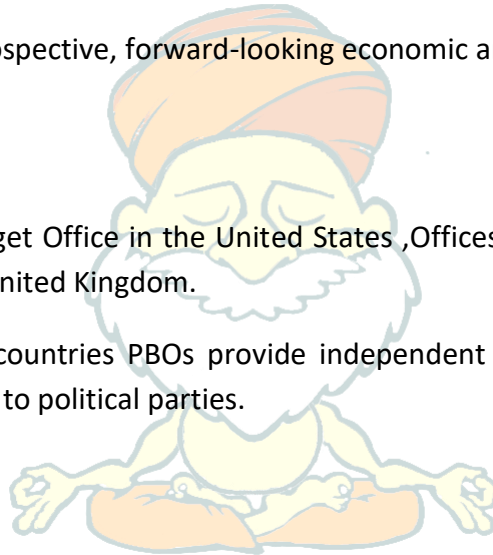 ospective, forward-looking economic a
get Office in the United States ,Offices
nited Kingdom.
countries PBOs provide independent
to political parties.